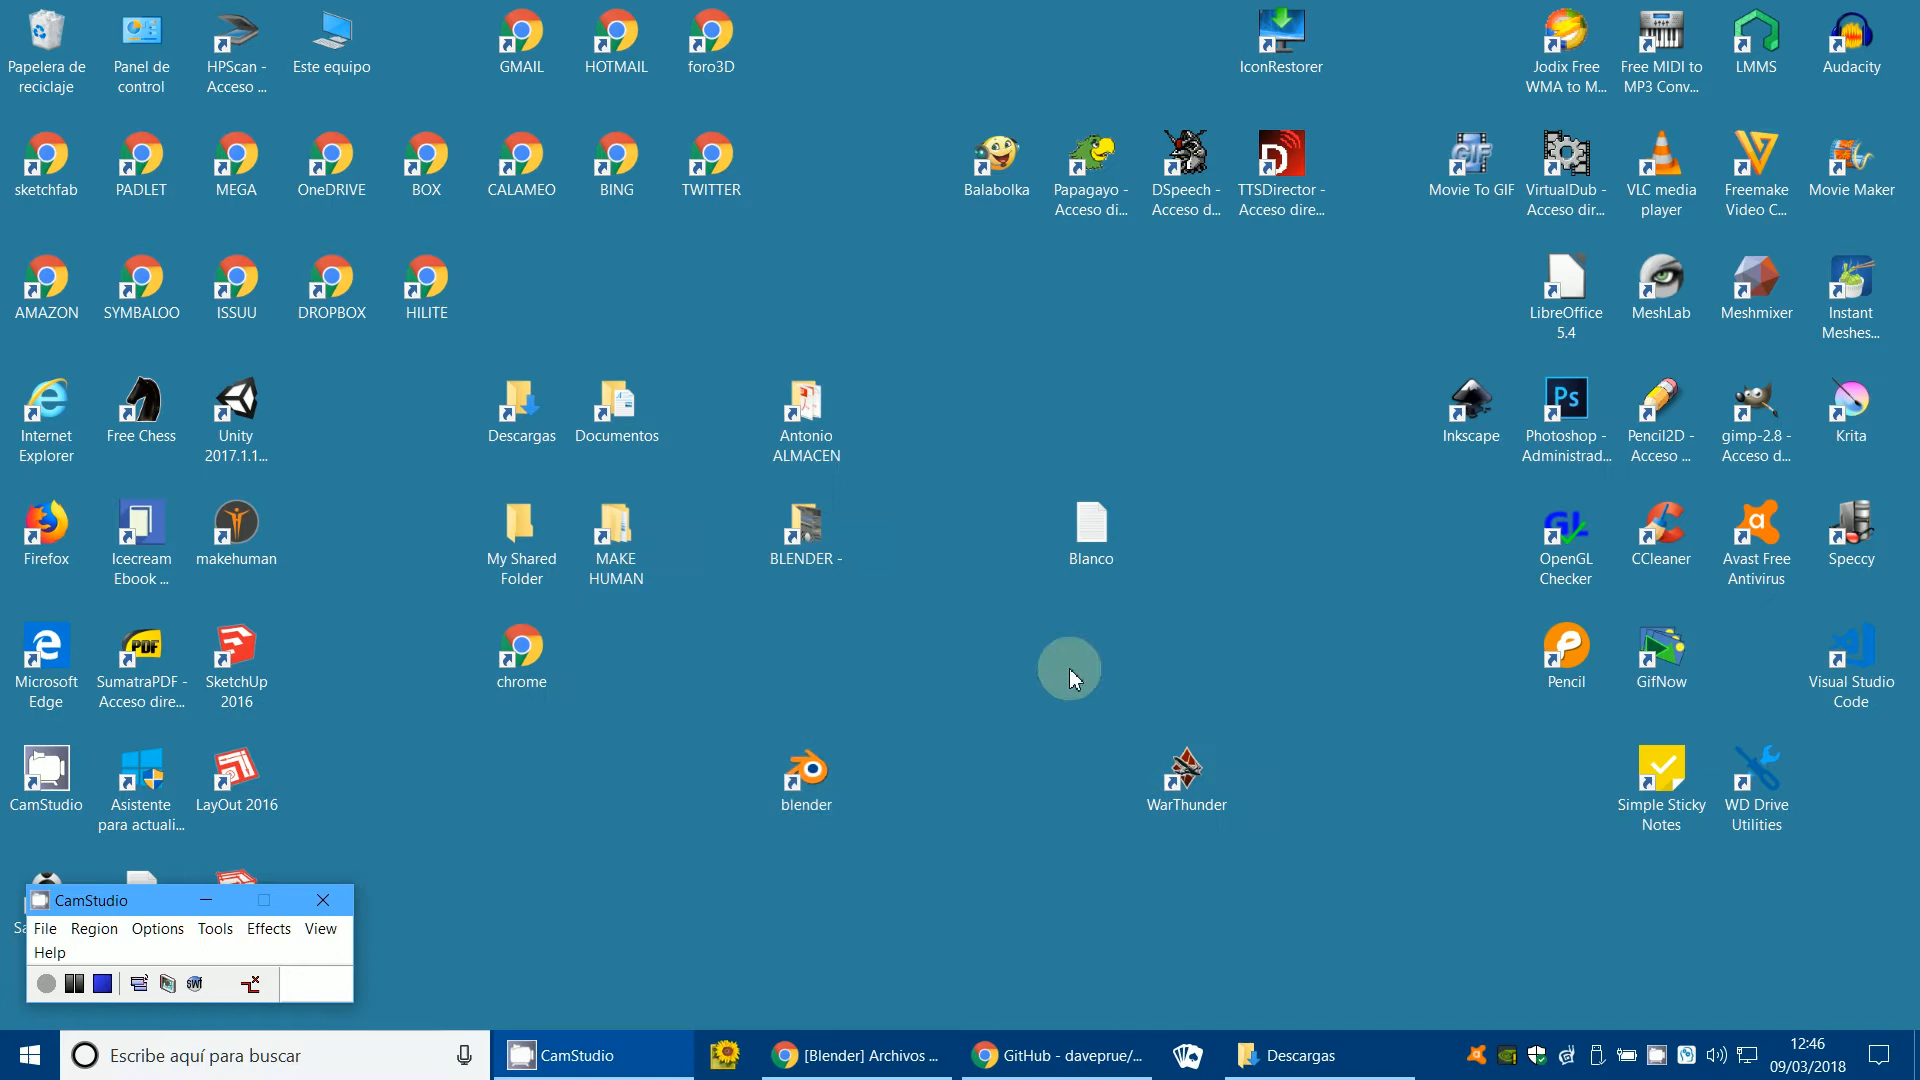 Papelera de
reciclaje
Panel de
control
HPScan -
Acceso ...
Este equipo
GMAIL
HOTMAIL
foro3D
IconRestorer
Jodix Free
WMA to M...
Free MIDI to
MP3 Conv...
LMMS
Audacity
sketchfab
PADLET
MEGA
OneDRIVE
BOX
CALAMEO
BING
TWITTER
Balabolka
Papagayo -
Acceso di...
DSpeech -
Acceso d...
TTSDirector -
Acceso dire...
GIF
Movie To GIF
VirtualDub -
Acceso dir...
VLC media
player
Freemake
Video C...
Movie Maker
AMAZON
SYMBALOO
ISSUU
DROPBOX
HILITE
LibreOffice
5.4
MeshLab
Meshmixer
Instant
Meshes...
Internet
Explorer
Free Chess
Unity
2017.1.1...
Descargas
Documentos
Antonio
ALMACEN
Inkscape
Ps
Photoshop -
Administrad...
Pencil2D -
Acceso ...
gimp-2.8 -
Acceso d...
Krita
Firefox
Icecream
Ebook ...
makehuman
My Shared
Folder
MAKE
HUMAN
BLENDER -
Blanco
GL
OpenGL
Checker
CCleaner
Avast Free
Antivirus
Speccy
Microsoft
Edge
PDF
SumatraPDF -
Acceso dire...
SketchUp
2016
chrome
Pencil
GifNow
Visual Studio
Code
CamStudio
Asistente
para actuali...
LayOut 2016
blender
WarThunder
Simple Sticky
Notes
WD Drive
Utilities
CamStudio
File Region Options Tools Effects View
Help
SWf
Escribe aquí para buscar
CamStudio
[Blender] Archivos ...
GitHub - daveprue/...
Descargas
12:46
09/03/2018